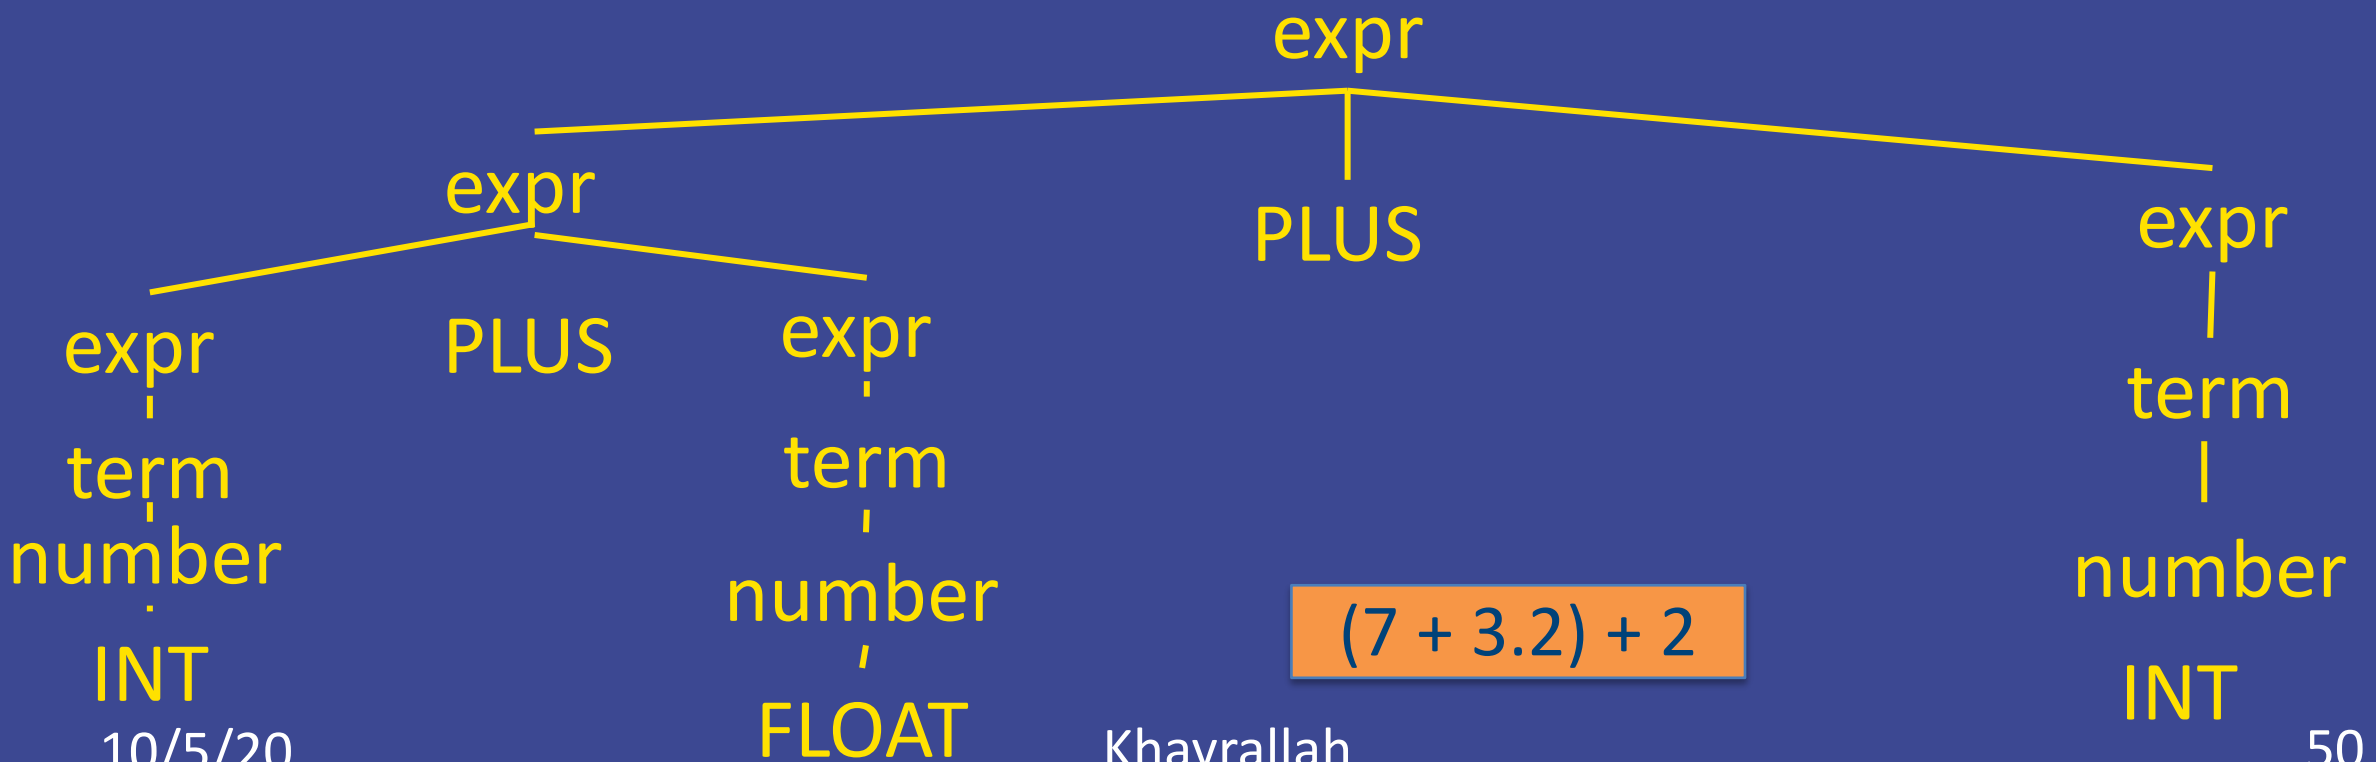 expr
expr
PLUS
expr
expr PLUS expr
term
term
term
number
number
number
(7 + 3.2) + 2
INT
INT
FLOAT
10/5/20
Khayrallah
50